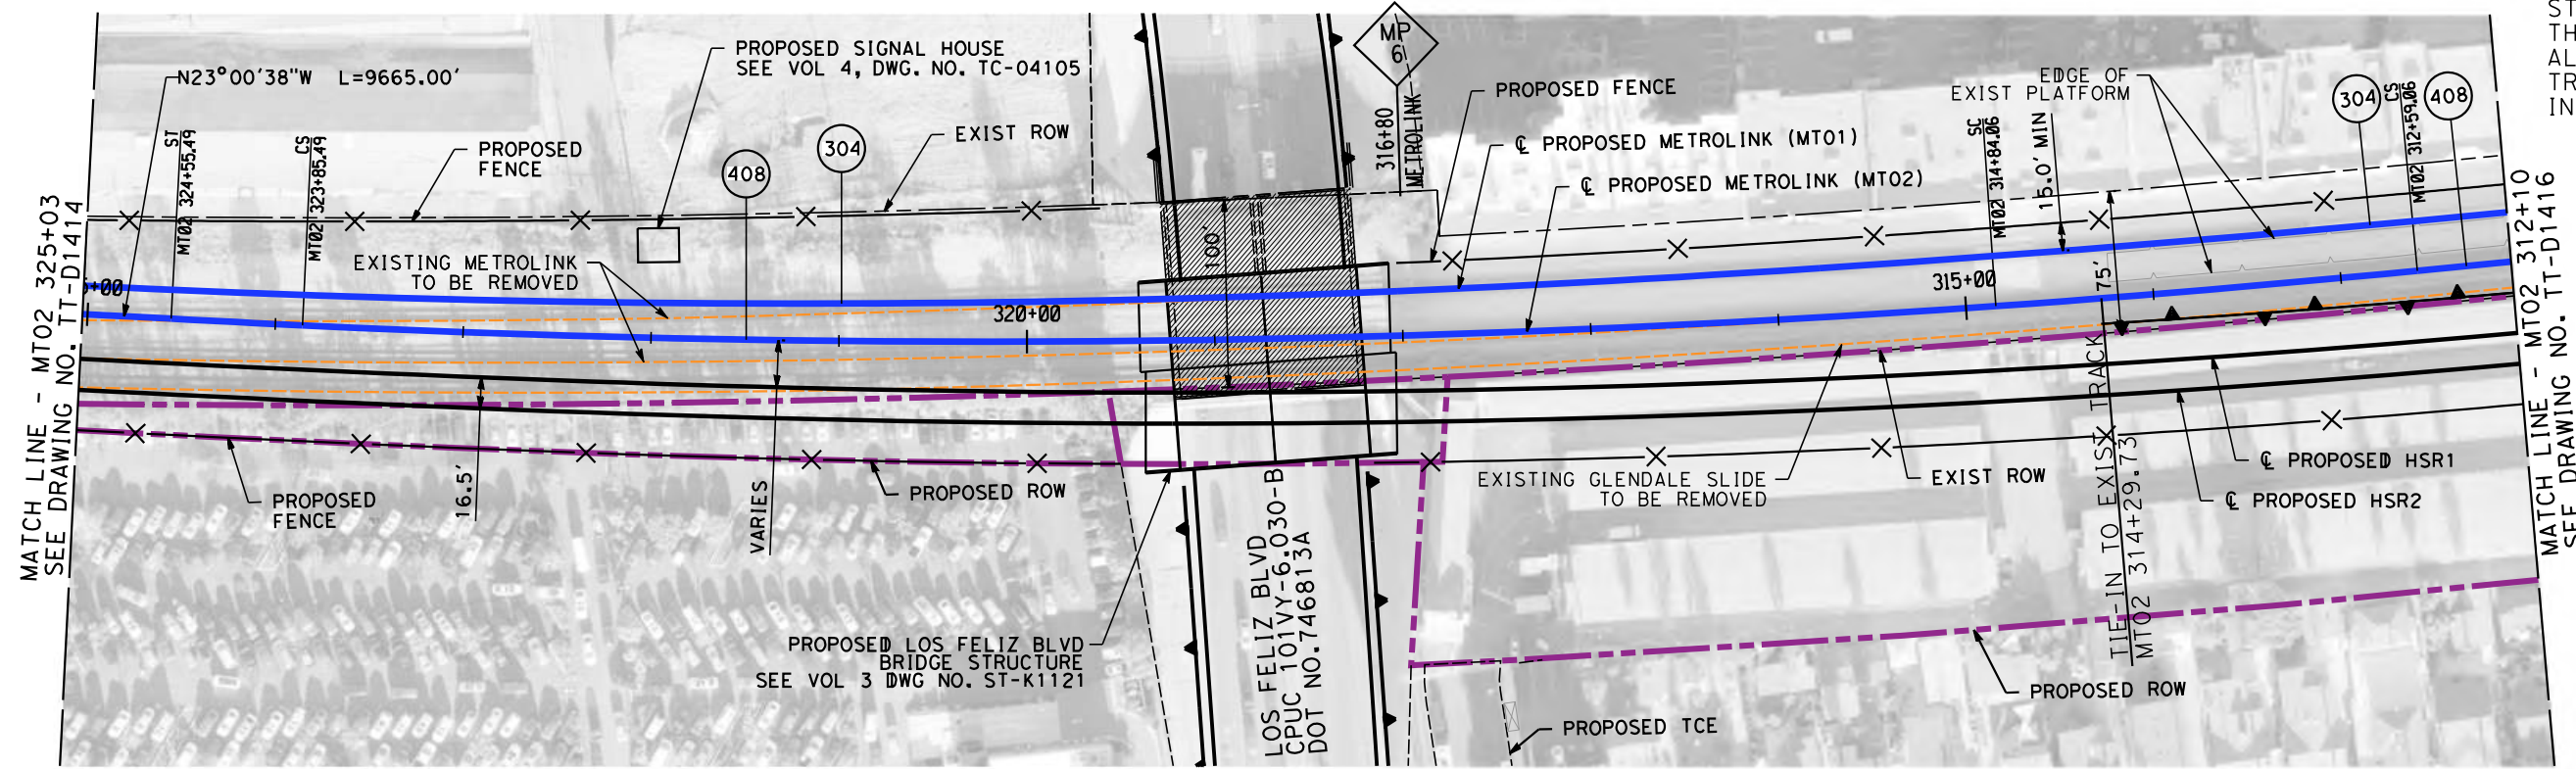 MATCH LINE - MT02 325+03
SEE DRAWING NO. TT-D1414
N23°00'38"W L=9665.00'
ST
MT02 324+55.49
CS
MT02 323+85.49
PROPOSED
FENCE
PROPOSED SIGNAL HOUSE
SEE VOL 4, DWG. NO. TC-04105
408
304
EXIST ROW
EXISTING METROLINK
TO BE REMOVED
+00
320+00
100'
MP
6
316+80
METROLINK
PROPOSED FENCE
℄ PROPOSED METROLINK (MT01)
℄ PROPOSED METROLINK (MT02)
EDGE OF
EXIST PLATFORM
SC
MT02 314+84.06
15.0' MIN
304
CS
MT02 312+59.06
408
315+00
75'
ST
TH
AL
TR
IN
PROPOSED
FENCE
16.5'
VARIES
PROPOSED ROW
PROPOSED LOS FELIZ BLVD
BRIDGE STRUCTURE
SEE VOL 3 DWG NO. ST-K1121
LOS FELIZ BLVD
CPUC 101VY-6.030-B
DOT NO.746813A
EXISTING GLENDALE SLIDE
TO BE REMOVED
EXIST ROW
TIE-IN TO EXIST TRACK
MT02 314+29.73
℄ PROPOSED HSR1
℄ PROPOSED HSR2
PROPOSED ROW
PROPOSED TCE
MATCH LINE - MT02 312+10
SEE DRAWING NO. TT-D1416